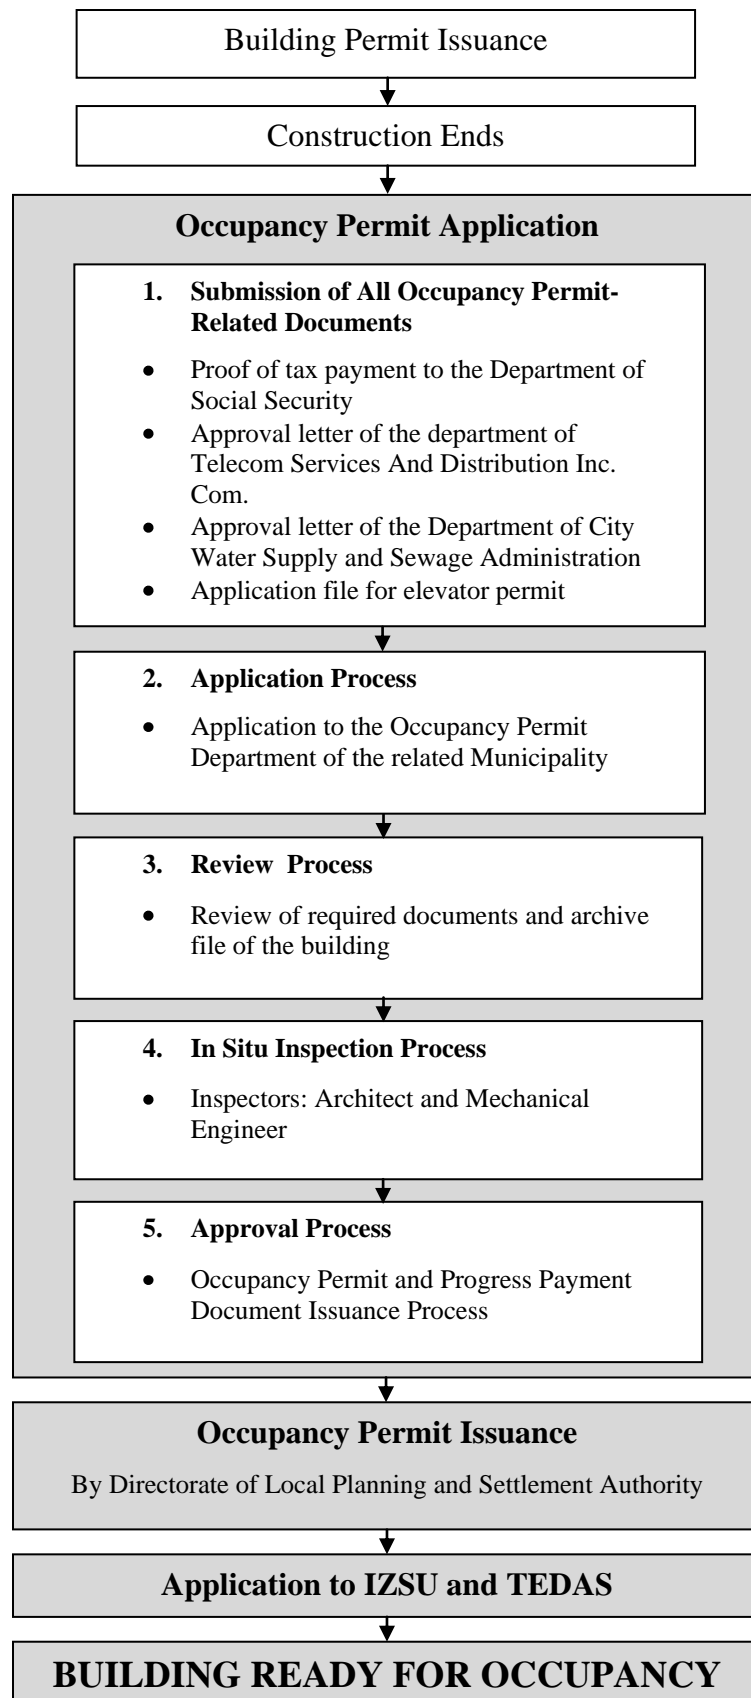 Building Permit Issuance
Construction Ends
Occupancy Permit Application
1. Submission of All Occupancy Permit-
Related Documents
• Proof of tax payment to the Department of
Social Security
• Approval letter of the department of
Telecom Services And Distribution Inc.
Com.
• Approval letter of the Department of City
Water Supply and Sewage Administration
• Application file for elevator permit
2. Application Process
• Application to the Occupancy Permit
Department of the related Municipality
3. Review Process
• Review of required documents and archive
file of the building
4. In Situ Inspection Process
• Inspectors: Architect and Mechanical
Engineer
5. Approval Process
• Occupancy Permit and Progress Payment
Document Issuance Process
Occupancy Permit Issuance
By Directorate of Local Planning and Settlement Authority
Application to IZSU and TEDAS
BUILDING READY FOR OCCUPANCY